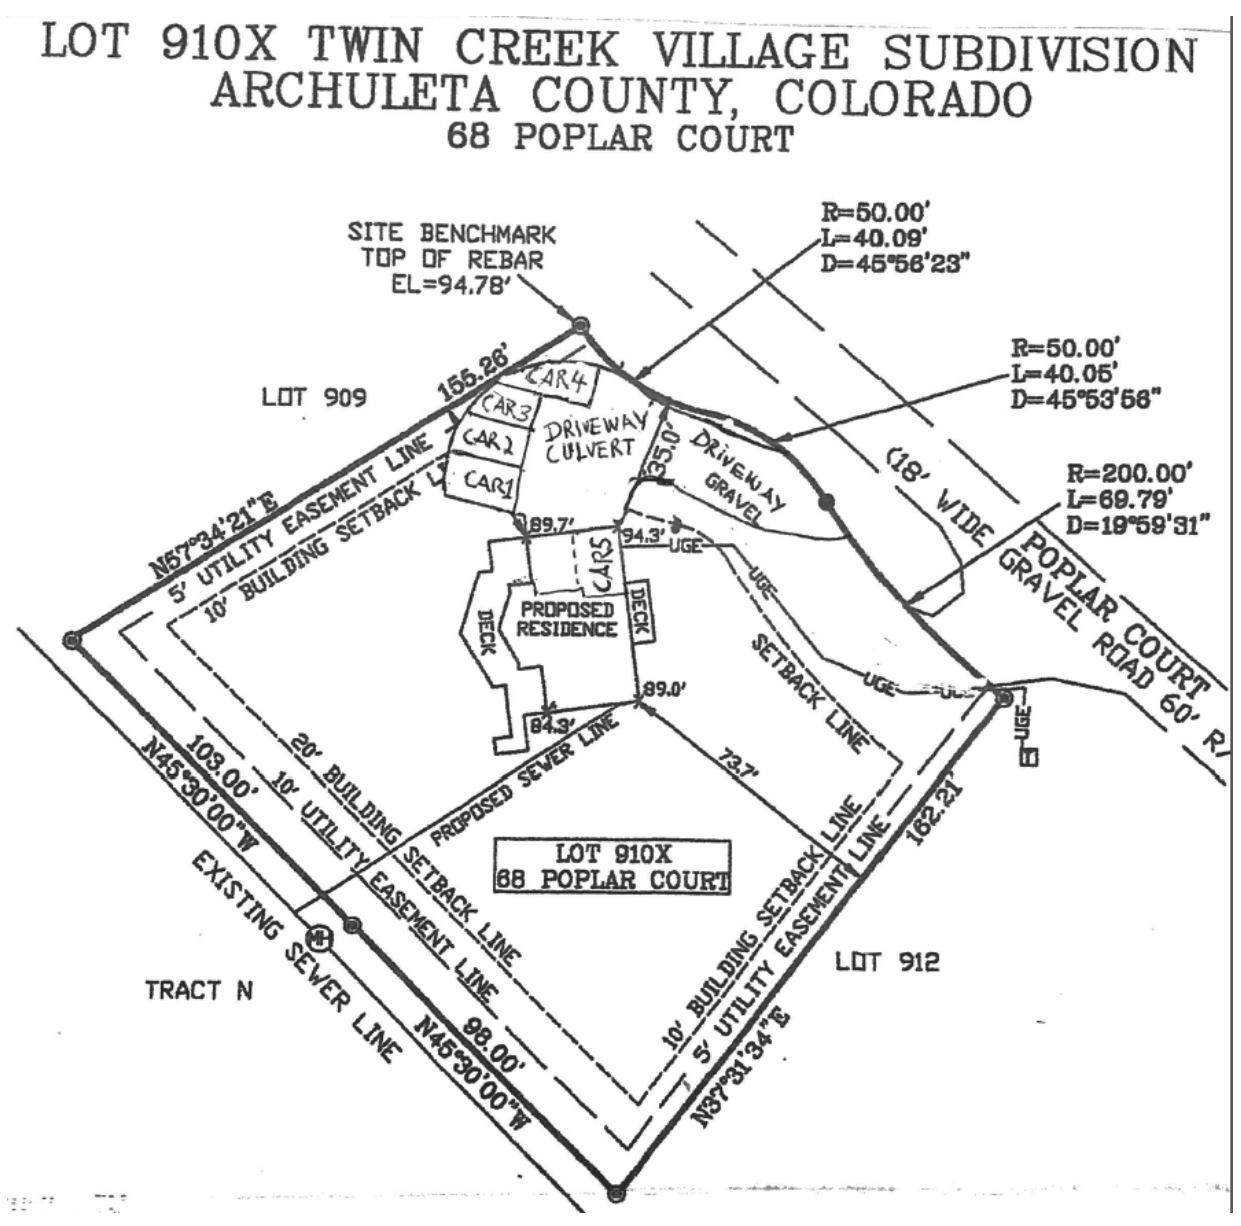 LOT 910X TWIN CREEK VILLAGE SUBDIVISION
ARCHULETA COUNTY, COLORADO
68 POPLAR COURT
SITE BENCHMARK
TOP OF REBAR
EL=94.78'
R=50.00'
L=40.09'
D=45°56'23"
R=50.00'
L=40.05'
D=45°53'56"
R=200.00'
L=69.79'
D=19°59'31"
LOT 909
155.26'
N57°34'21"E
5' UTILITY EASEMENT LINE
10' BUILDING SETBACK
CAR4
CAR3
CAR2
CAR1
DRIVEWAY
CULVERT
35.0'
DRIVEWAY
GRAVEL
(18' WIDE
GRAVEL ROAD 60'
POPLAR COURT
89.7'
94.3'
CAR5
UGE
UGE
UGE
UGE
UGE
T
DECK
PROPOSED
RESIDENCE
DECK
SETBACK LINE
89.0'
84.3'
73.7'
PROPOSED SEWER LINE
103.00'
N45°30'00"W
20' BUILDING SETBACK LINE
10' UTILITY EASEMENT LINE
162.21'
N37°31'34"E
10' BUILDING SETBACK LINE
5' UTILITY EASEMENT LINE
LOT 910X
68 POPLAR COURT
EXISTING SEWER LINE
MH
LOT 912
TRACT N
98.00'
N45°30'00"W